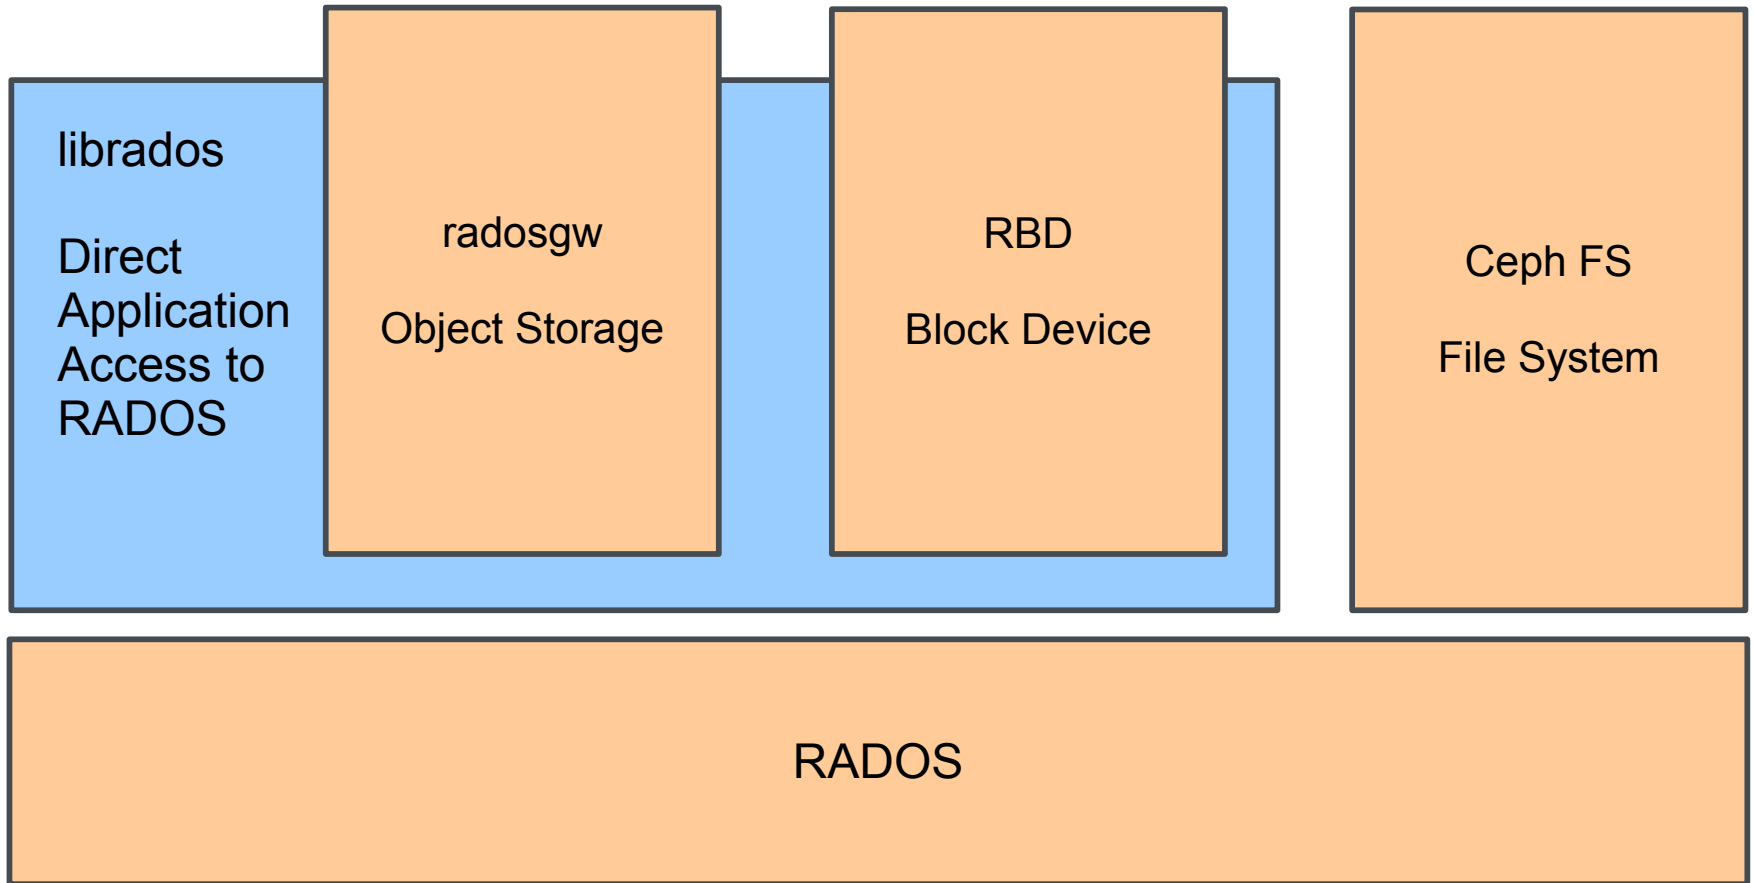 librados
Direct
Application
Access to
RADOS
radosgw
Object Storage
RBD
Block Device
Ceph FS
File System
RADOS